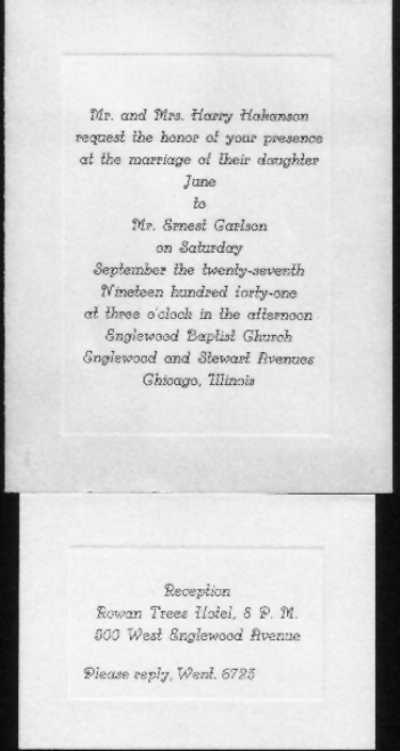 Mr. and Mrs. Harry Hakanson
request the honor of your presence
at the marriage of their daughter
June
to
Mr. Ernest Carlson
on Saturday
September the twenty-seventh
Nineteen hundred forty-one
at three o'clock in the afternoon
Englewood Baptist Church
Englewood and Stewart Avenues
Chicago, Illinois
Reception
Rowan Trees Hotel, 8 P. M.
500 West Englewood Avenue
Please reply, Went. 6725